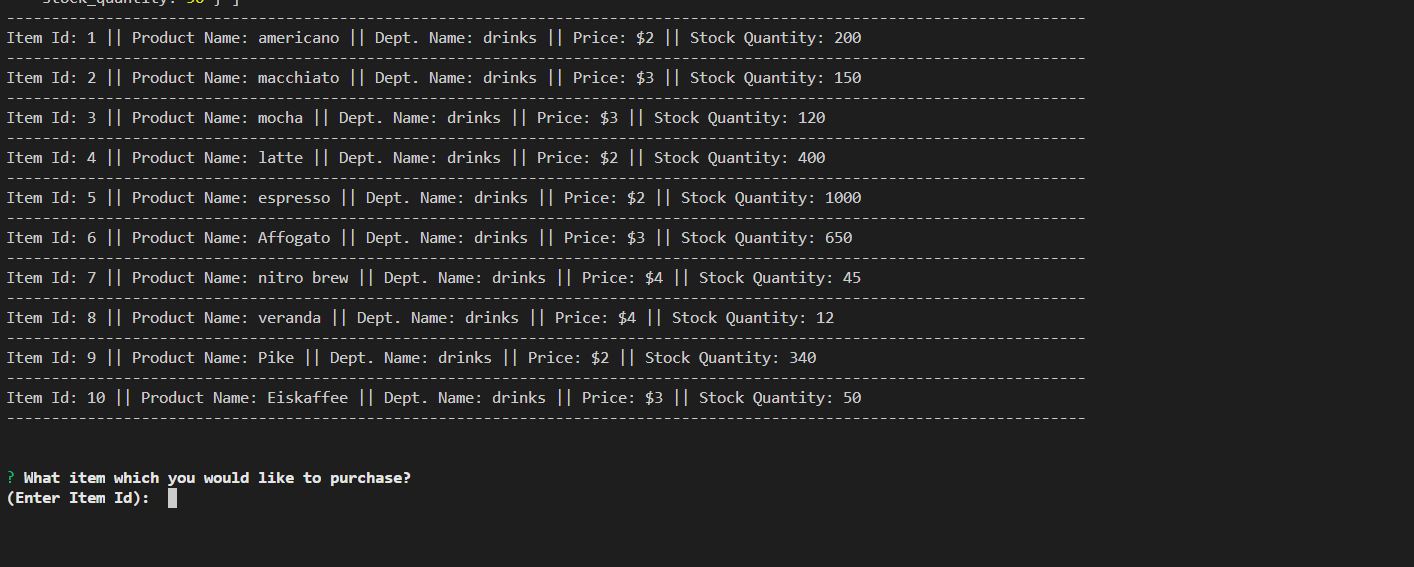 stock_quantity: 50 } ]
------------------------------------------------------------------------------------------------------------------------
Item Id: 1 || Product Name: americano || Dept. Name: drinks || Price: $2 || Stock Quantity: 200
------------------------------------------------------------------------------------------------------------------------
Item Id: 2 || Product Name: macchiato || Dept. Name: drinks || Price: $3 || Stock Quantity: 150
------------------------------------------------------------------------------------------------------------------------
Item Id: 3 || Product Name: mocha || Dept. Name: drinks || Price: $3 || Stock Quantity: 120
------------------------------------------------------------------------------------------------------------------------
Item Id: 4 || Product Name: latte || Dept. Name: drinks || Price: $2 || Stock Quantity: 400
------------------------------------------------------------------------------------------------------------------------
Item Id: 5 || Product Name: espresso || Dept. Name: drinks || Price: $2 || Stock Quantity: 1000
------------------------------------------------------------------------------------------------------------------------
Item Id: 6 || Product Name: Affogato || Dept. Name: drinks || Price: $3 || Stock Quantity: 650
------------------------------------------------------------------------------------------------------------------------
Item Id: 7 || Product Name: nitro brew || Dept. Name: drinks || Price: $4 || Stock Quantity: 45
------------------------------------------------------------------------------------------------------------------------
Item Id: 8 || Product Name: veranda || Dept. Name: drinks || Price: $4 || Stock Quantity: 12
------------------------------------------------------------------------------------------------------------------------
Item Id: 9 || Product Name: Pike || Dept. Name: drinks || Price: $2 || Stock Quantity: 340
------------------------------------------------------------------------------------------------------------------------
Item Id: 10 || Product Name: Eiskaffee || Dept. Name: drinks || Price: $3 || Stock Quantity: 50
------------------------------------------------------------------------------------------------------------------------
? What item which you would like to purchase?
(Enter Item Id):